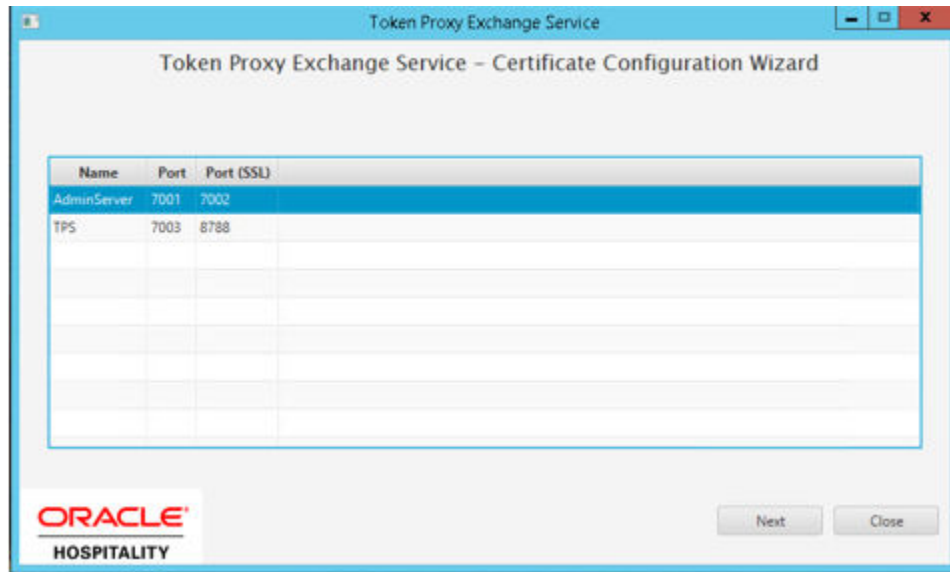 Token Proxy Exchange Service
Token Proxy Exchange Service – Certificate Configuration Wizard
Name Port Port (SSL)
AdminServer 7001 7002
TPS 7003 8788
ORACLE®
HOSPITALITY
Next Close